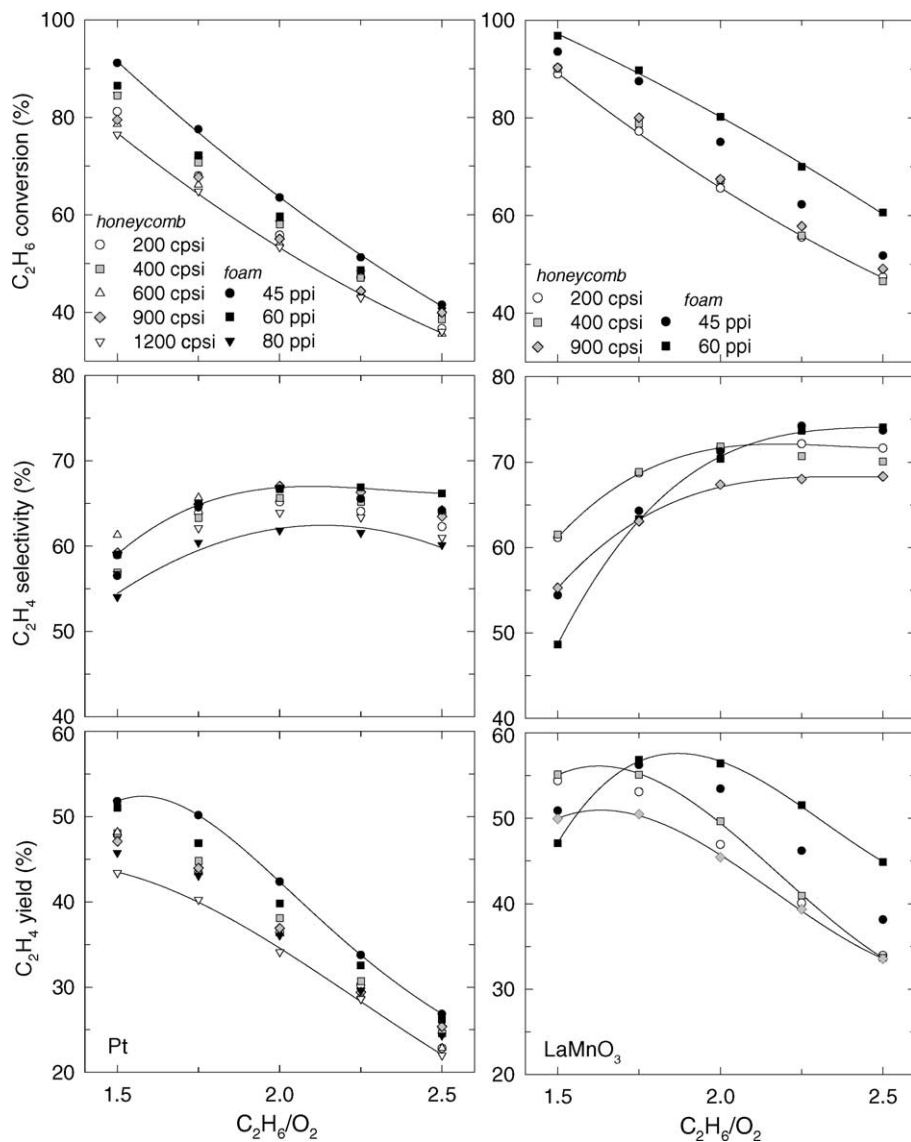 C₂H₆ conversion (%)
100
80
60
40
honeycomb
200 cpsi
400 cpsi
600 cpsi
900 cpsi
1200 cpsi
foam
45 ppi
60 ppi
80 ppi
100
80
60
40
honeycomb
200 cpsi
400 cpsi
900 cpsi
foam
45 ppi
60 ppi
C₂H₄ selectivity (%)
80
70
60
50
40
80
70
60
50
40
C₂H₄ yield (%)
60
50
40
30
20
Pt
1.5 2.0 2.5
C₂H₆/O₂
60
50
40
30
20
LaMnO₃
1.5 2.0 2.5
C₂H₆/O₂